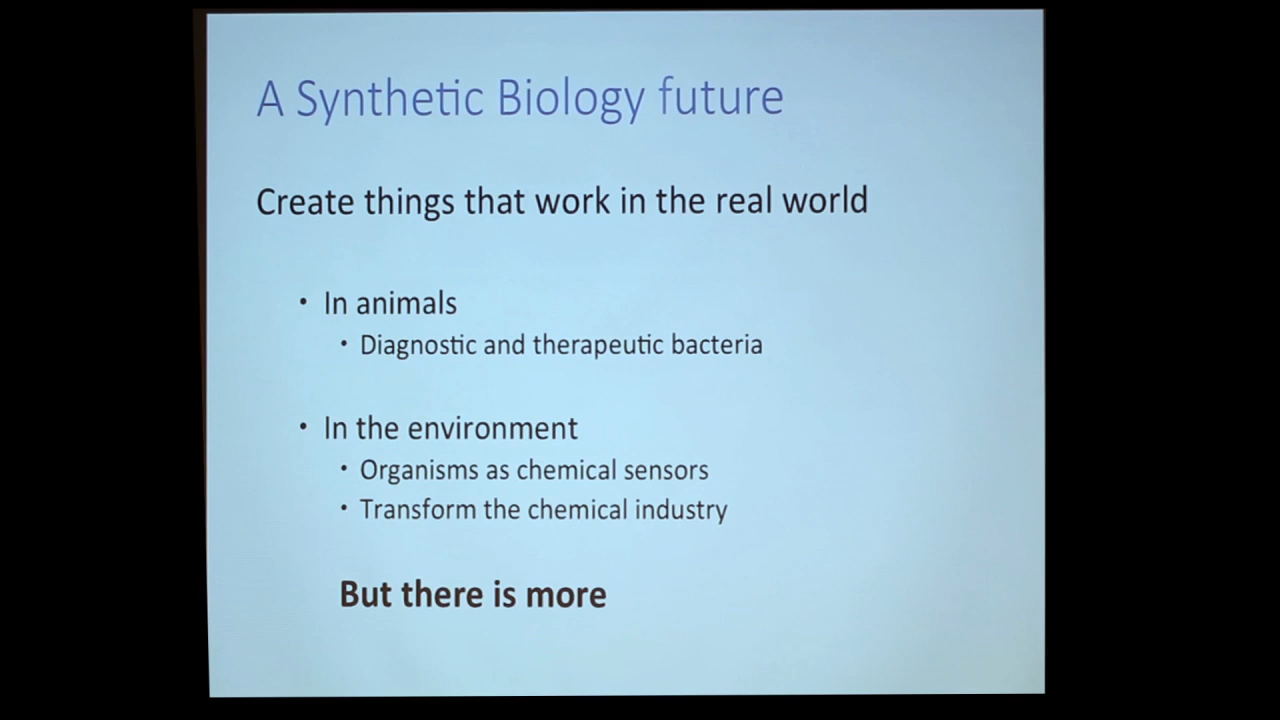 A Synthetic Biology future
Create things that work in the real world
• In animals
• Diagnostic and therapeutic bacteria
• In the environment
• Organisms as chemical sensors
• Transform the chemical industry
But there is more